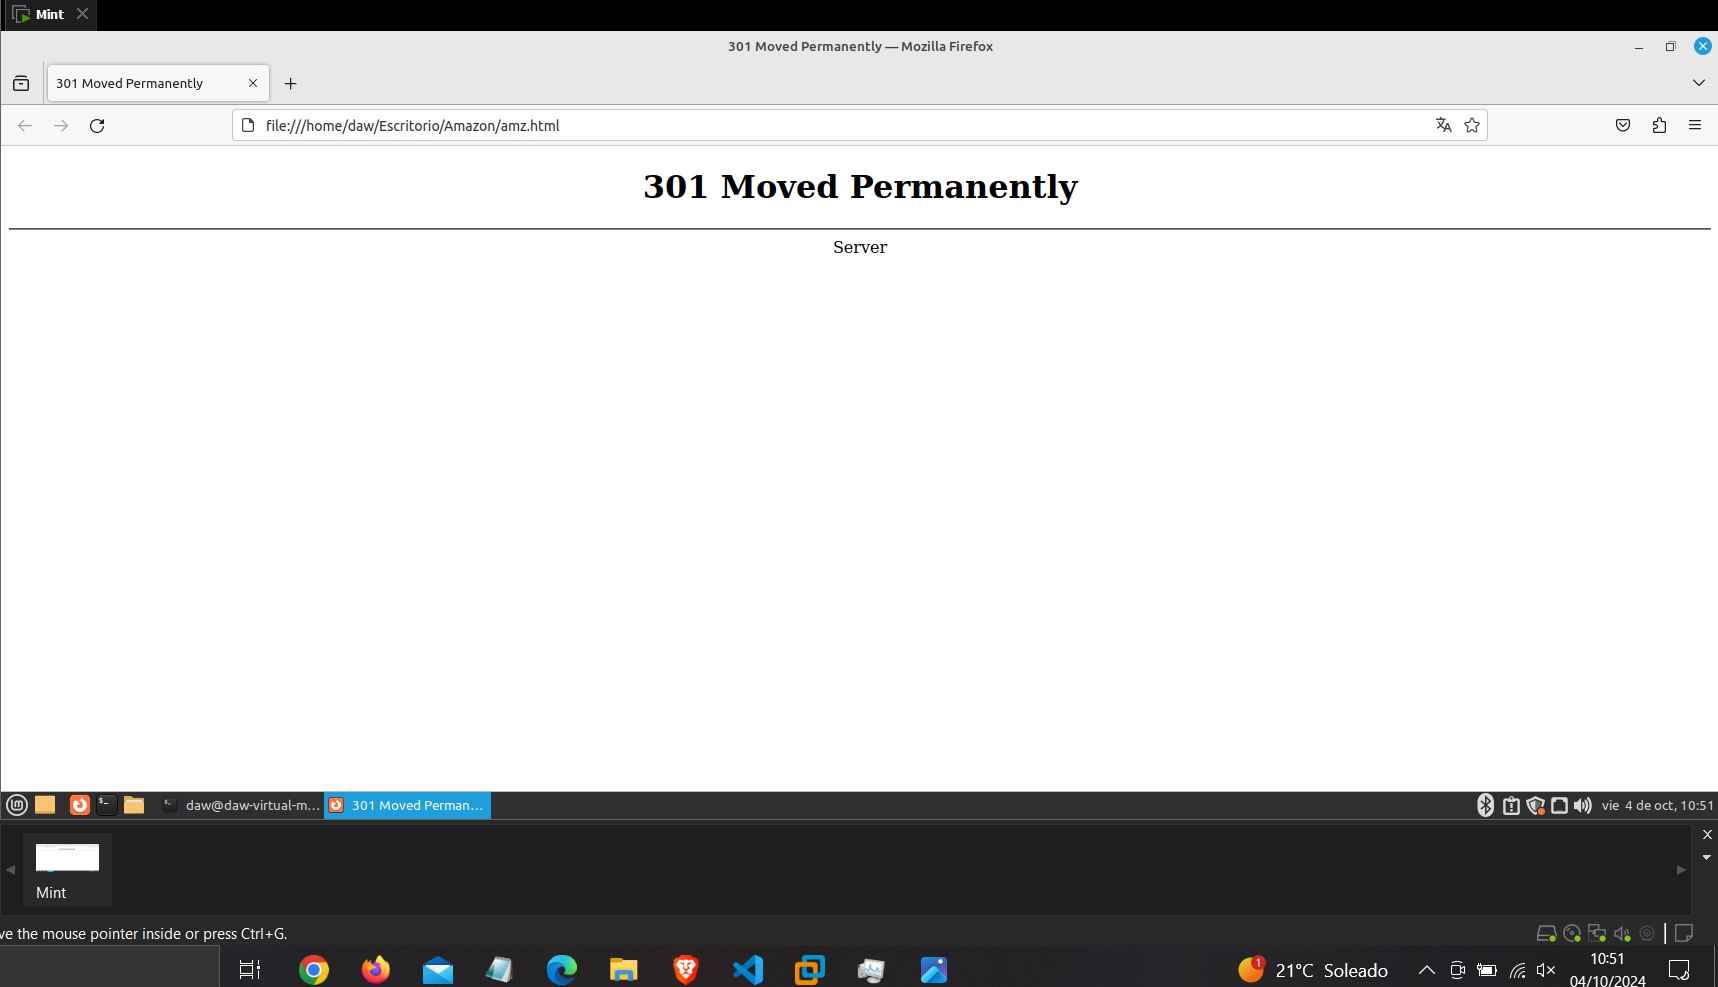 Mint
301 Moved Permanently — Mozilla Firefox
301 Moved Permanently
file:///home/daw/Escritorio/Amazon/amz.html
301 Moved Permanently
Server
daw@daw-virtual-m...
301 Moved Perman...
vie 4 de oct, 10:51
Mint
ve the mouse pointer inside or press Ctrl+G.
1
21°C Soleado
10:51
04/10/2024